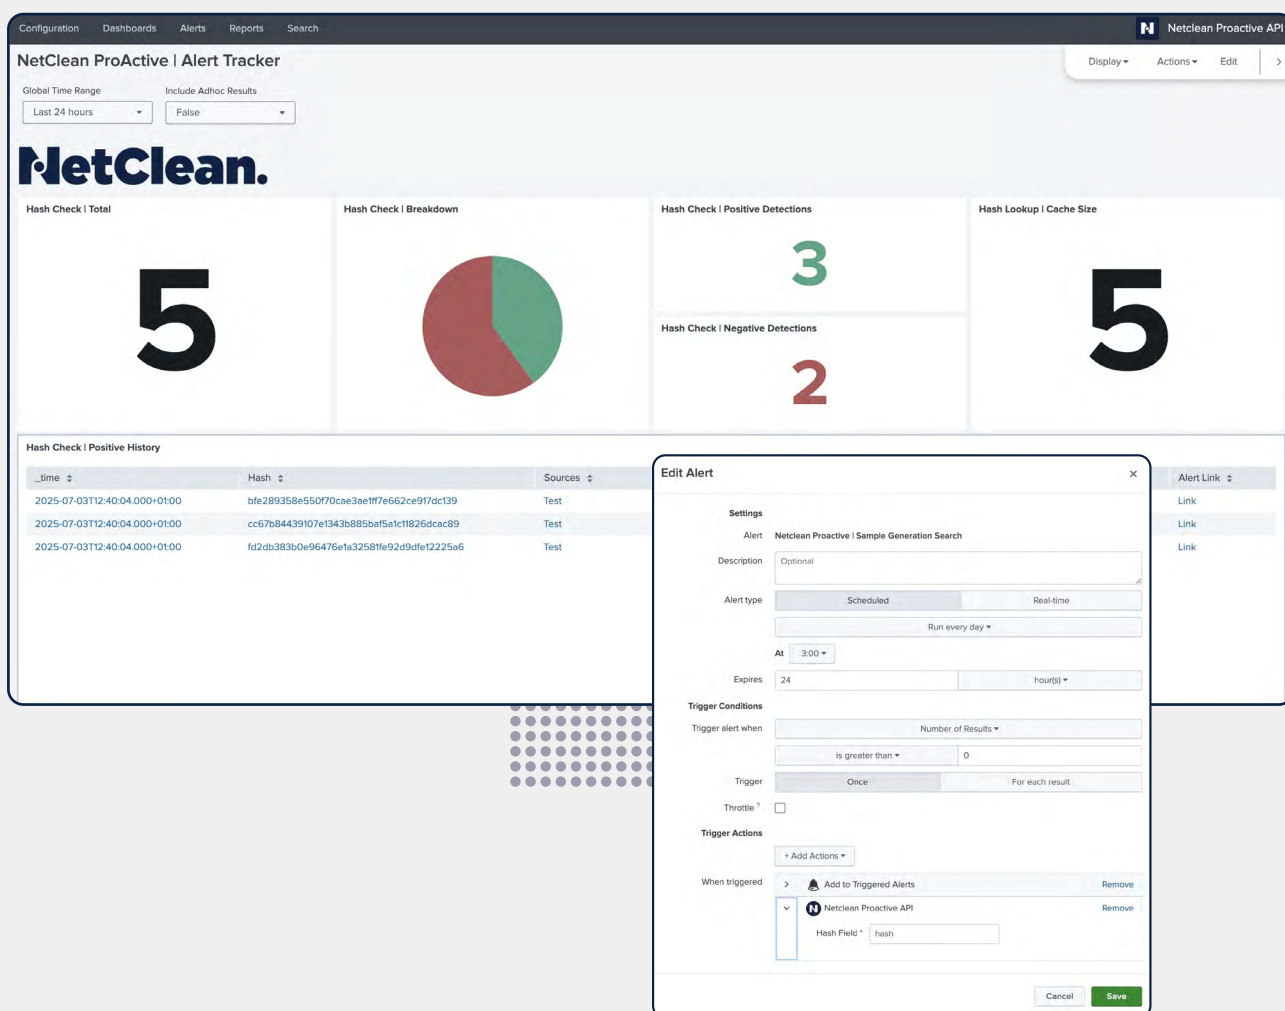 Configuration Dashboards Alerts Reports Search Netclean Proactive API
NetClean ProActive | Alert Tracker
Display Actions Edit
Global Time Range Include Adhoc Results
Last 24 hours False
NetClean.
Hash Check | Total
5
Hash Check | Breakdown
Hash Check | Positive Detections
3
Hash Check | Negative Detections
2
Hash Lookup | Cache Size
5
Hash Check | Positive History
_time Hash Sources Alert Link
2025-07-03T12:40:04.000+01:00 bfe289358e550f70cae3ae1ff7e662ce917dc139 Test Link
2025-07-03T12:40:04.000+01:00 cc67b84439107e1343b885baf5a1c11826dcac89 Test Link
2025-07-03T12:40:04.000+01:00 fd2db383b0e96476e1a32581fe92d9dfe12225a6 Test Link
Edit Alert ×
Settings
Alert Netclean Proactive | Sample Generation Search
Description Optional
Alert type Scheduled Real-time
Run every day
At 3:00
Expires 24 hour(s)
Trigger Conditions
Trigger alert when Number of Results
is greater than 0
Trigger Once For each result
Throttle ?
Trigger Actions
+ Add Actions
When triggered Add to Triggered Alerts Remove
Netclean Proactive API Remove
Hash Field * hash
Cancel Save